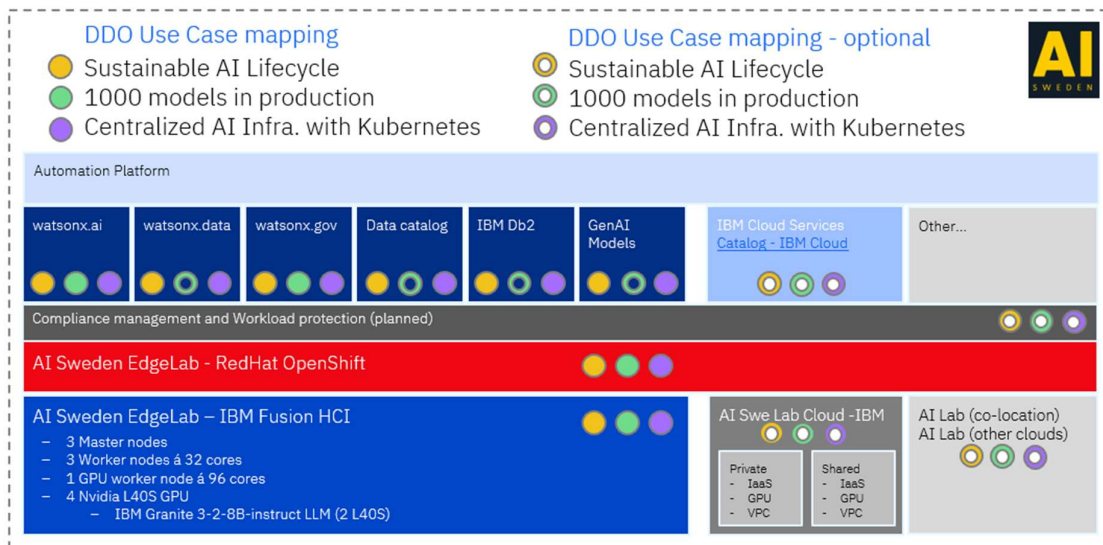 DDO Use Case mapping
Sustainable AI Lifecycle
1000 models in production
Centralized AI Infra. with Kubernetes
DDO Use Case mapping - optional
Sustainable AI Lifecycle
1000 models in production
Centralized AI Infra. with Kubernetes
AI
SWEDEN
Automation Platform
watsonx.ai
watsonx.data
watsonx.gov
Data catalog
IBM Db2
GenAI
Models
IBM Cloud Services
Catalog - IBM Cloud
Other...
Compliance management and Workload protection (planned)
AI Sweden EdgeLab - RedHat OpenShift
AI Sweden EdgeLab – IBM Fusion HCI
– 3 Master nodes
– 3 Worker nodes á 32 cores
– 1 GPU worker node á 96 cores
– 4 Nvidia L40S GPU
– IBM Granite 3-2-8B-instruct LLM (2 L40S)
AI Swe Lab Cloud -IBM
Private
- IaaS
- GPU
- VPC
Shared
- IaaS
- GPU
- VPC
AI Lab (co-location)
AI Lab (other clouds)